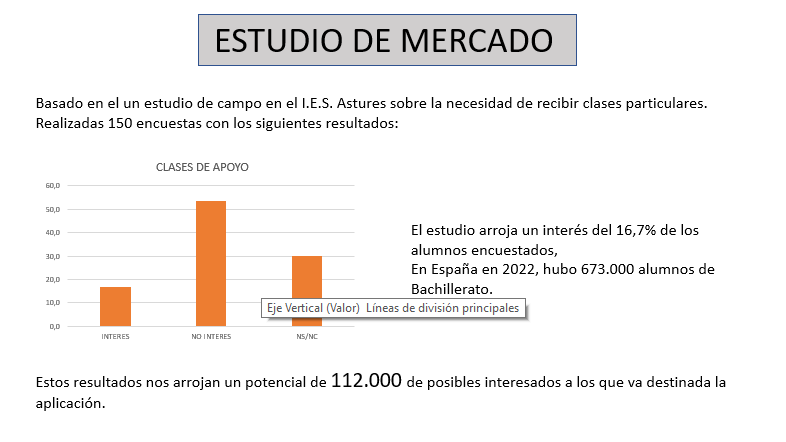 ESTUDIO DE MERCADO
Basado en el un estudio de campo en el I.E.S. Astures sobre la necesidad de recibir clases particulares.
Realizadas 150 encuestas con los siguientes resultados:
CLASES DE APOYO
60,0
50,0
40,0
30,0
20,0
10,0
0,0
INTERES
NO INTERES
NS/NC
Eje Vertical (Valor) Líneas de división principales
El estudio arroja un interés del 16,7% de los
alumnos encuestados,
En España en 2022, hubo 673.000 alumnos de
Bachillerato.
Estos resultados nos arrojan un potencial de 112.000 de posibles interesados a los que va destinada la
aplicación.